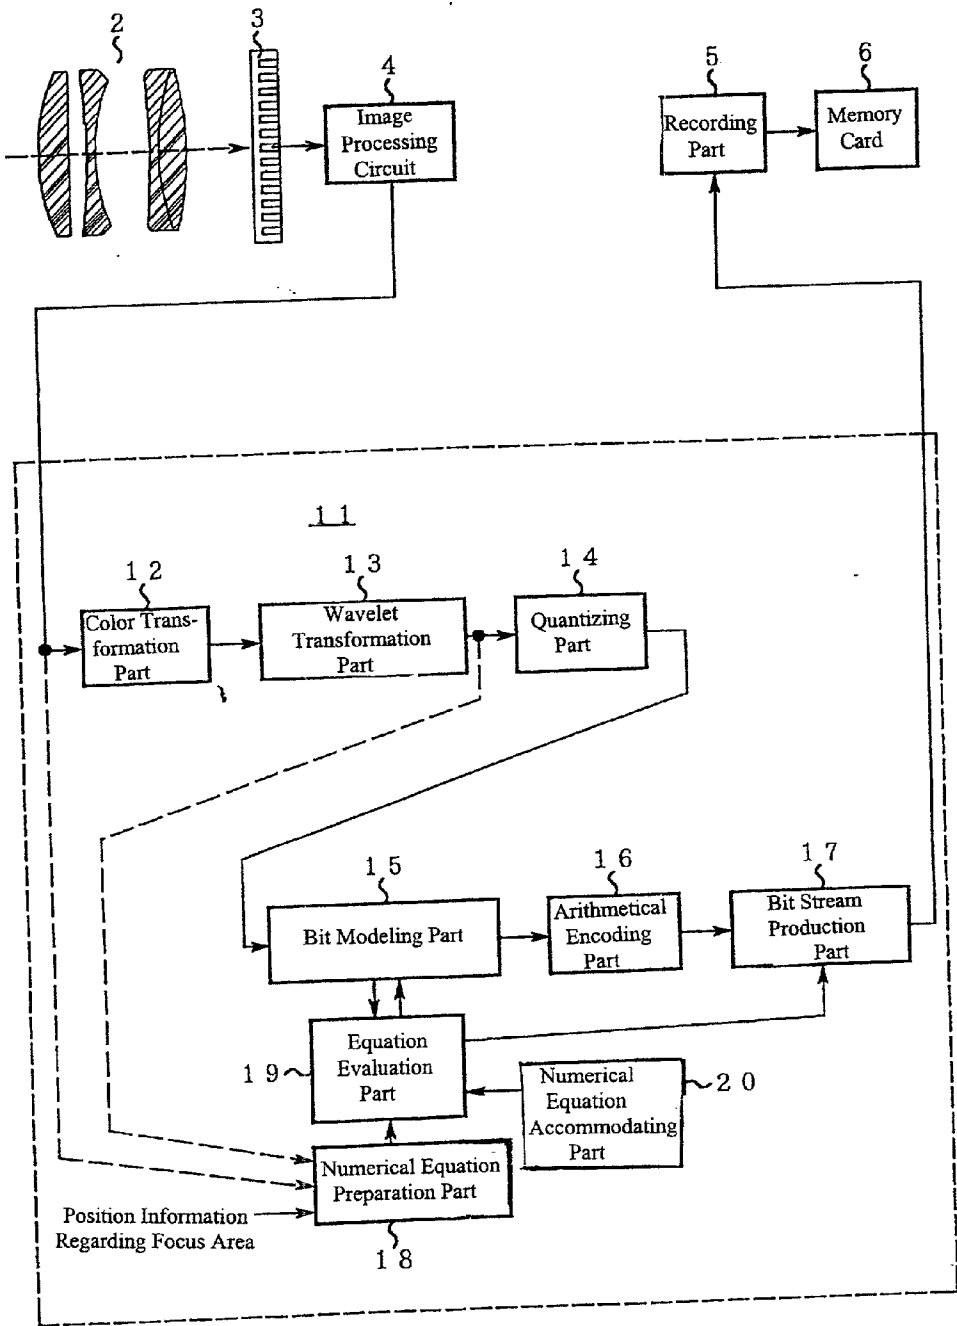 2
3
4
Image
Processing
Circuit
5
Recording
Part
6
Memory
Card
11
12
Color Trans-
formation
Part
13
Wavelet
Transformation
Part
14
Quantizing
Part
15
Bit Modeling Part
16
Arithmetical
Encoding
Part
17
Bit Stream
Production
Part
19
Equation
Evaluation
Part
20
Numerical
Equation
Accommodating
Part
Numerical Equation
Preparation Part
18
Position Information
Regarding Focus Area